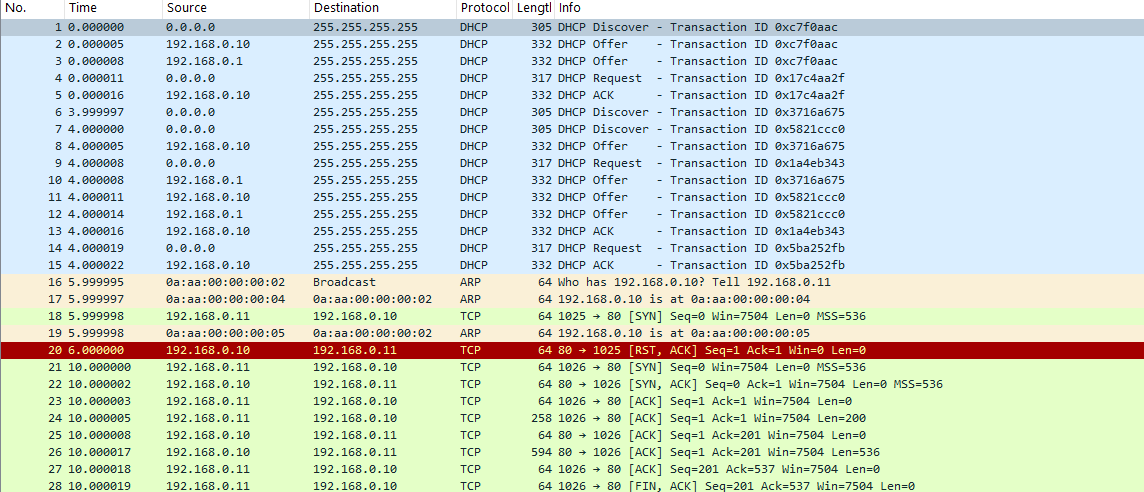 No. Time Source Destination Protocol Lengtl Info
1 0.000000 0.0.0.0 255.255.255.255 DHCP 305 DHCP Discover - Transaction ID 0xc7f0aac
2 0.000005 192.168.0.10 255.255.255.255 DHCP 332 DHCP Offer - Transaction ID 0xc7f0aac
3 0.000008 192.168.0.1 255.255.255.255 DHCP 332 DHCP Offer - Transaction ID 0xc7f0aac
4 0.000011 0.0.0.0 255.255.255.255 DHCP 317 DHCP Request - Transaction ID 0x17c4aa2f
5 0.000016 192.168.0.10 255.255.255.255 DHCP 332 DHCP ACK - Transaction ID 0x17c4aa2f
6 3.999997 0.0.0.0 255.255.255.255 DHCP 305 DHCP Discover - Transaction ID 0x3716a675
7 4.000000 0.0.0.0 255.255.255.255 DHCP 305 DHCP Discover - Transaction ID 0x5821ccc0
8 4.000005 192.168.0.10 255.255.255.255 DHCP 332 DHCP Offer - Transaction ID 0x3716a675
9 4.000008 0.0.0.0 255.255.255.255 DHCP 317 DHCP Request - Transaction ID 0x1a4eb343
10 4.000008 192.168.0.1 255.255.255.255 DHCP 332 DHCP Offer - Transaction ID 0x3716a675
11 4.000011 192.168.0.10 255.255.255.255 DHCP 332 DHCP Offer - Transaction ID 0x5821ccc0
12 4.000014 192.168.0.1 255.255.255.255 DHCP 332 DHCP Offer - Transaction ID 0x5821ccc0
13 4.000016 192.168.0.10 255.255.255.255 DHCP 332 DHCP ACK - Transaction ID 0x1a4eb343
14 4.000019 0.0.0.0 255.255.255.255 DHCP 317 DHCP Request - Transaction ID 0x5ba252fb
15 4.000022 192.168.0.10 255.255.255.255 DHCP 332 DHCP ACK - Transaction ID 0x5ba252fb
16 5.999995 0a:aa:00:00:00:02 Broadcast ARP 64 Who has 192.168.0.10? Tell 192.168.0.11
17 5.999997 0a:aa:00:00:00:04 0a:aa:00:00:00:02 ARP 64 192.168.0.10 is at 0a:aa:00:00:00:04
18 5.999998 192.168.0.11 192.168.0.10 TCP 64 1025 → 80 [SYN] Seq=0 Win=7504 Len=0 MSS=536
19 5.999998 0a:aa:00:00:00:05 0a:aa:00:00:00:02 ARP 64 192.168.0.10 is at 0a:aa:00:00:00:05
20 6.000000 192.168.0.10 192.168.0.11 TCP 64 80 → 1025 [RST, ACK] Seq=1 Ack=1 Win=0 Len=0
21 10.000000 192.168.0.11 192.168.0.10 TCP 64 1026 → 80 [SYN] Seq=0 Win=7504 Len=0 MSS=536
22 10.000002 192.168.0.10 192.168.0.11 TCP 64 80 → 1026 [SYN, ACK] Seq=0 Ack=1 Win=7504 Len=0 MSS=536
23 10.000003 192.168.0.11 192.168.0.10 TCP 64 1026 → 80 [ACK] Seq=1 Ack=1 Win=7504 Len=0
24 10.000005 192.168.0.11 192.168.0.10 TCP 258 1026 → 80 [ACK] Seq=1 Ack=1 Win=7504 Len=200
25 10.000008 192.168.0.10 192.168.0.11 TCP 64 80 → 1026 [ACK] Seq=1 Ack=201 Win=7504 Len=0
26 10.000017 192.168.0.10 192.168.0.11 TCP 594 80 → 1026 [ACK] Seq=1 Ack=201 Win=7504 Len=536
27 10.000018 192.168.0.11 192.168.0.10 TCP 64 1026 → 80 [ACK] Seq=201 Ack=537 Win=7504 Len=0
28 10.000019 192.168.0.11 192.168.0.10 TCP 64 1026 → 80 [FIN, ACK] Seq=201 Ack=537 Win=7504 Len=0